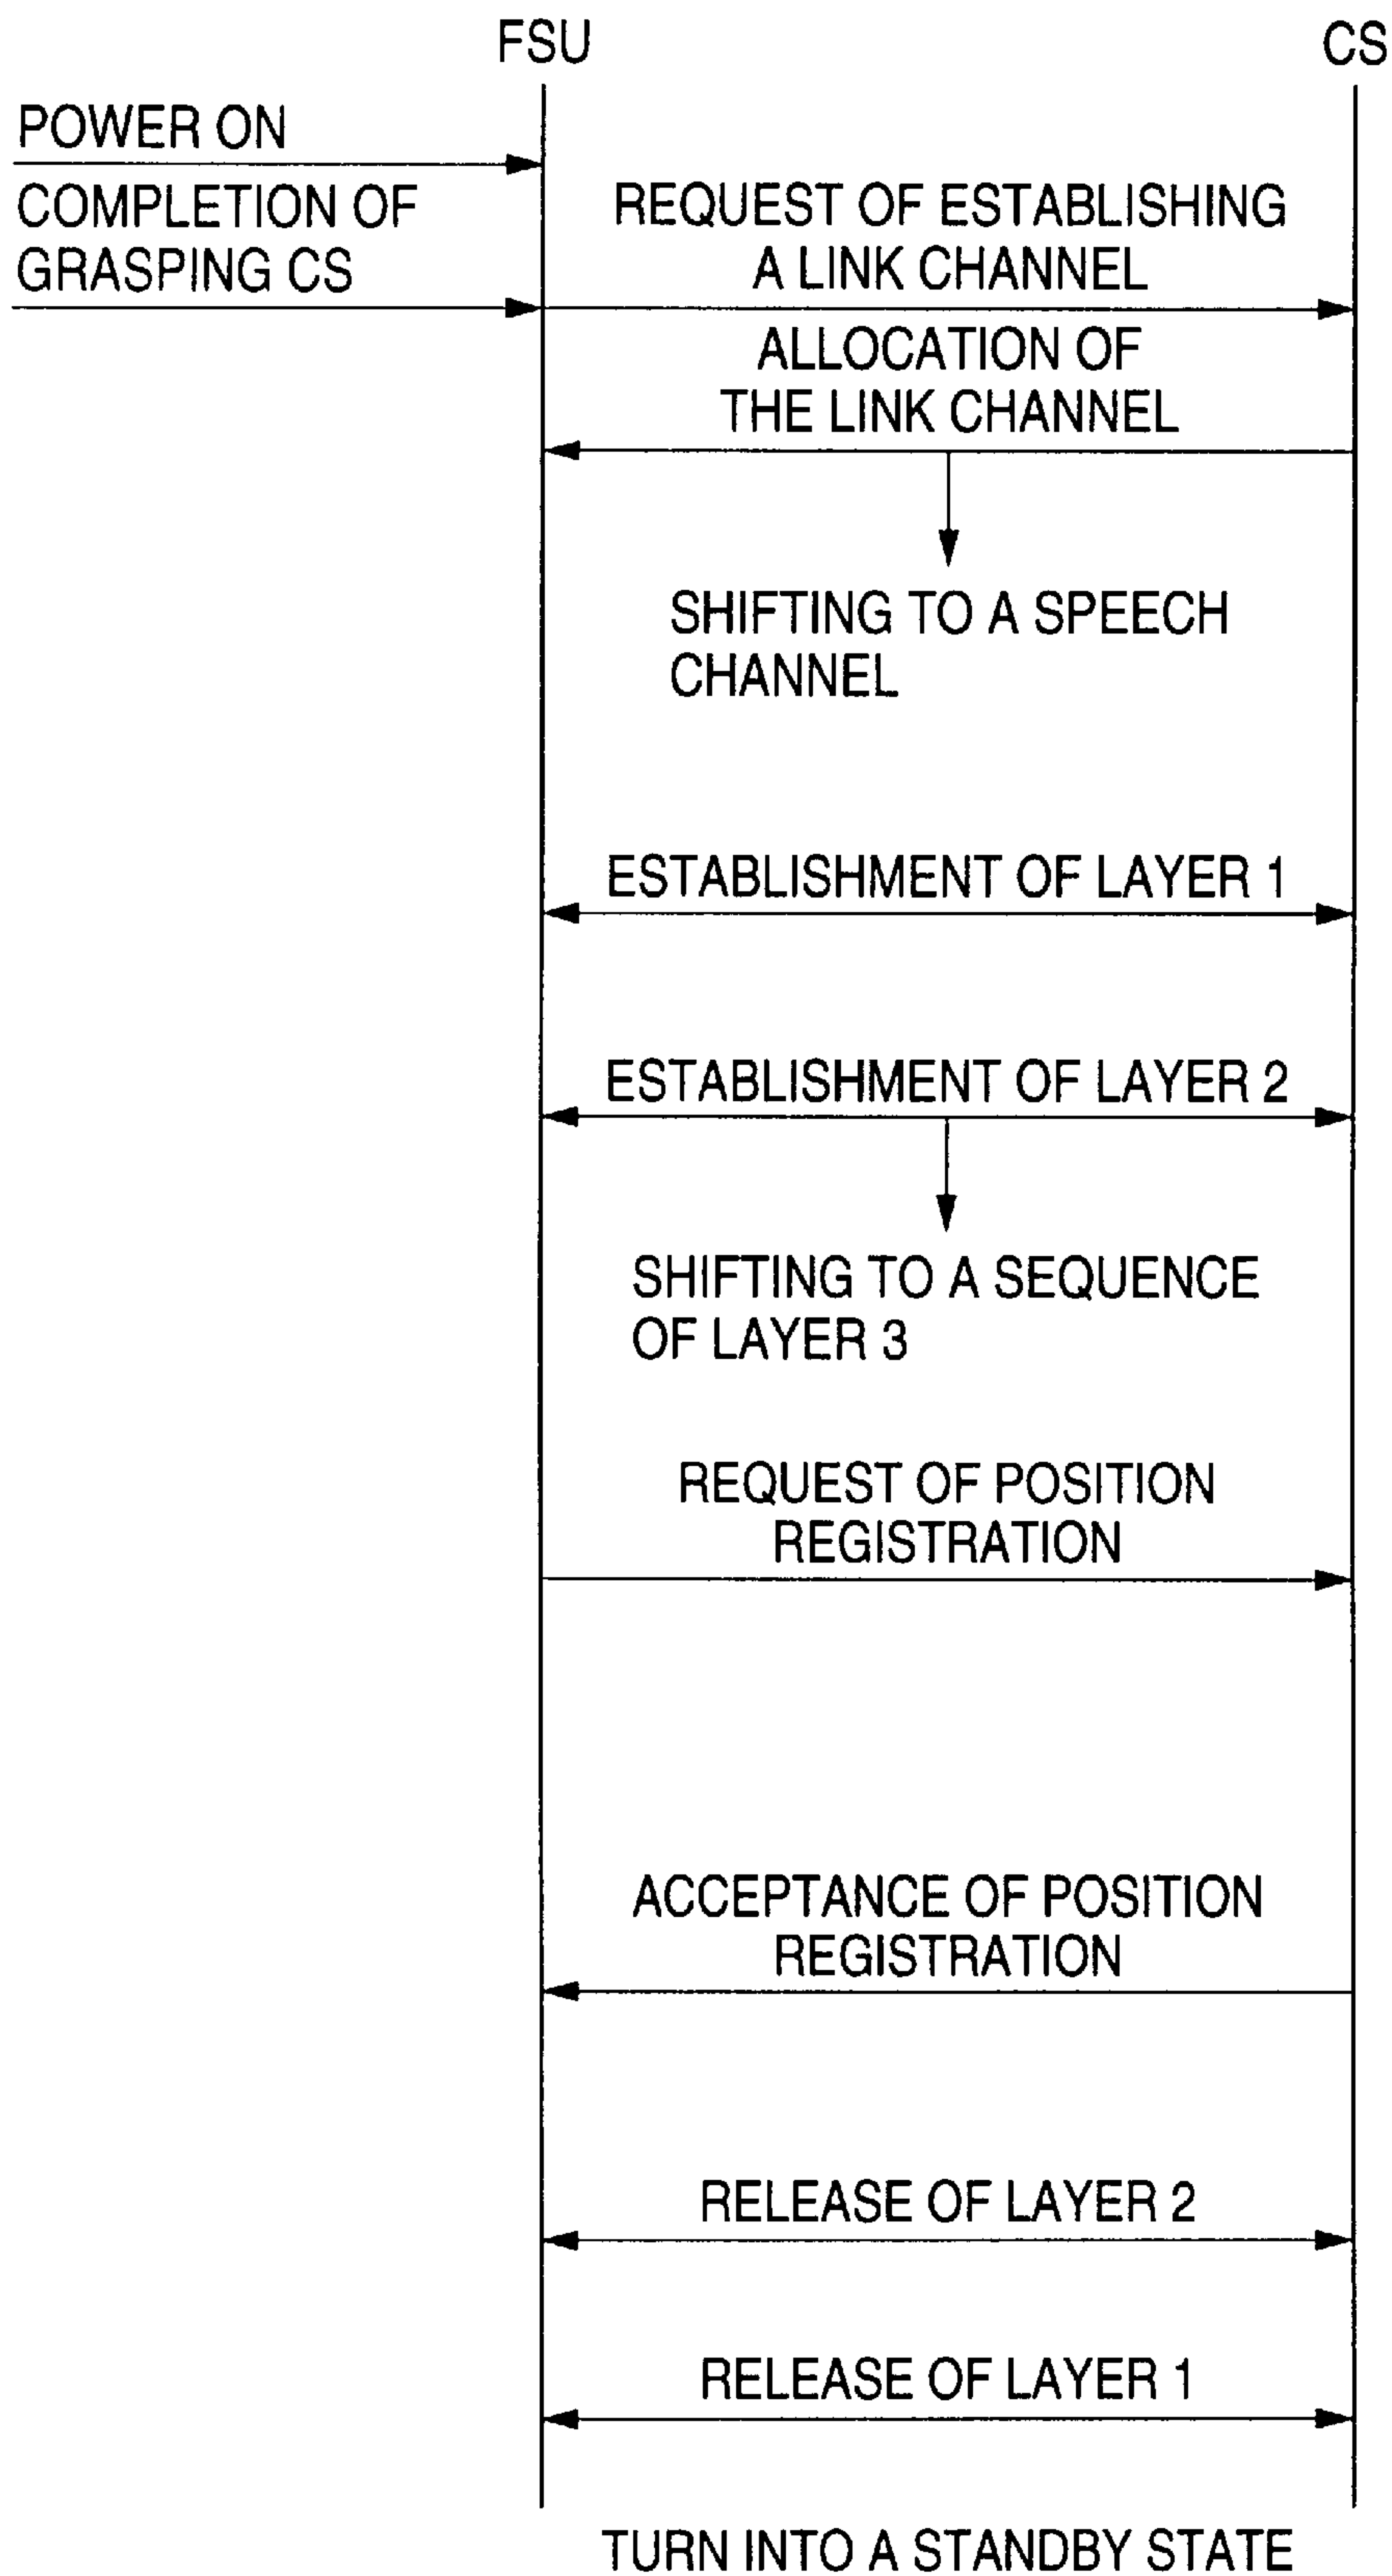 FSU
CS
POWER ON
COMPLETION OF
GRASPING CS
REQUEST OF ESTABLISHING
A LINK CHANNEL
ALLOCATION OF
THE LINK CHANNEL
SHIFTING TO A SPEECH
CHANNEL
ESTABLISHMENT OF LAYER 1
ESTABLISHMENT OF LAYER 2
SHIFTING TO A SEQUENCE
OF LAYER 3
REQUEST OF POSITION
REGISTRATION
ACCEPTANCE OF POSITION
REGISTRATION
RELEASE OF LAYER 2
RELEASE OF LAYER 1
TURN INTO A STANDBY STATE